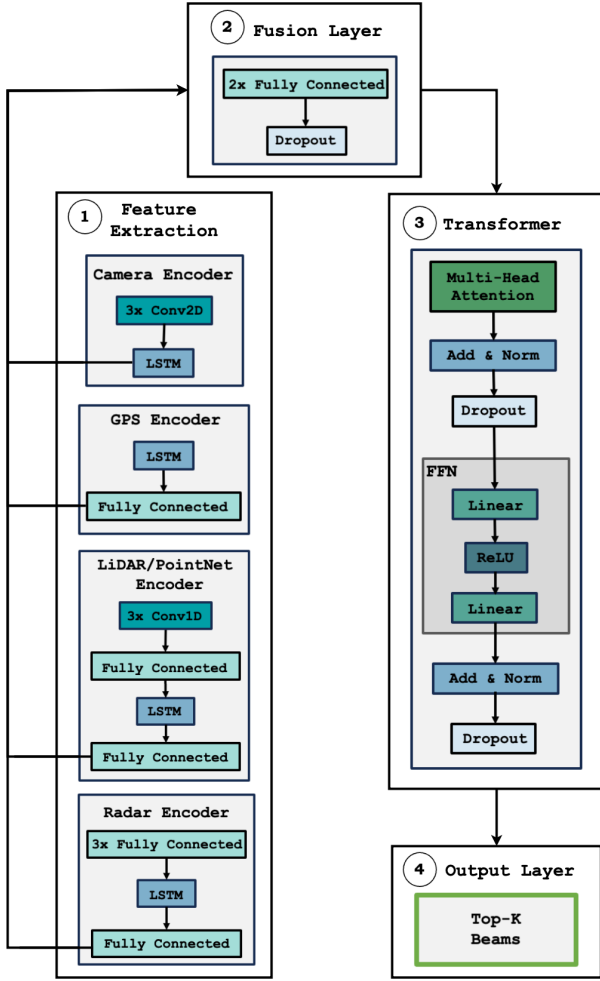 2
Fusion Layer
2x Fully Connected
Dropout
1
Feature
Extraction
Camera Encoder
3x Conv2D
LSTM
GPS Encoder
LSTM
Fully Connected
LiDAR/PointNet
Encoder
3x Conv1D
Fully Connected
LSTM
Fully Connected
Radar Encoder
3x Fully Connected
LSTM
Fully Connected
3
Transformer
Multi-Head
Attention
Add & Norm
Dropout
FFN
Linear
ReLU
Linear
Add & Norm
Dropout
4
Output Layer
Top-K
Beams